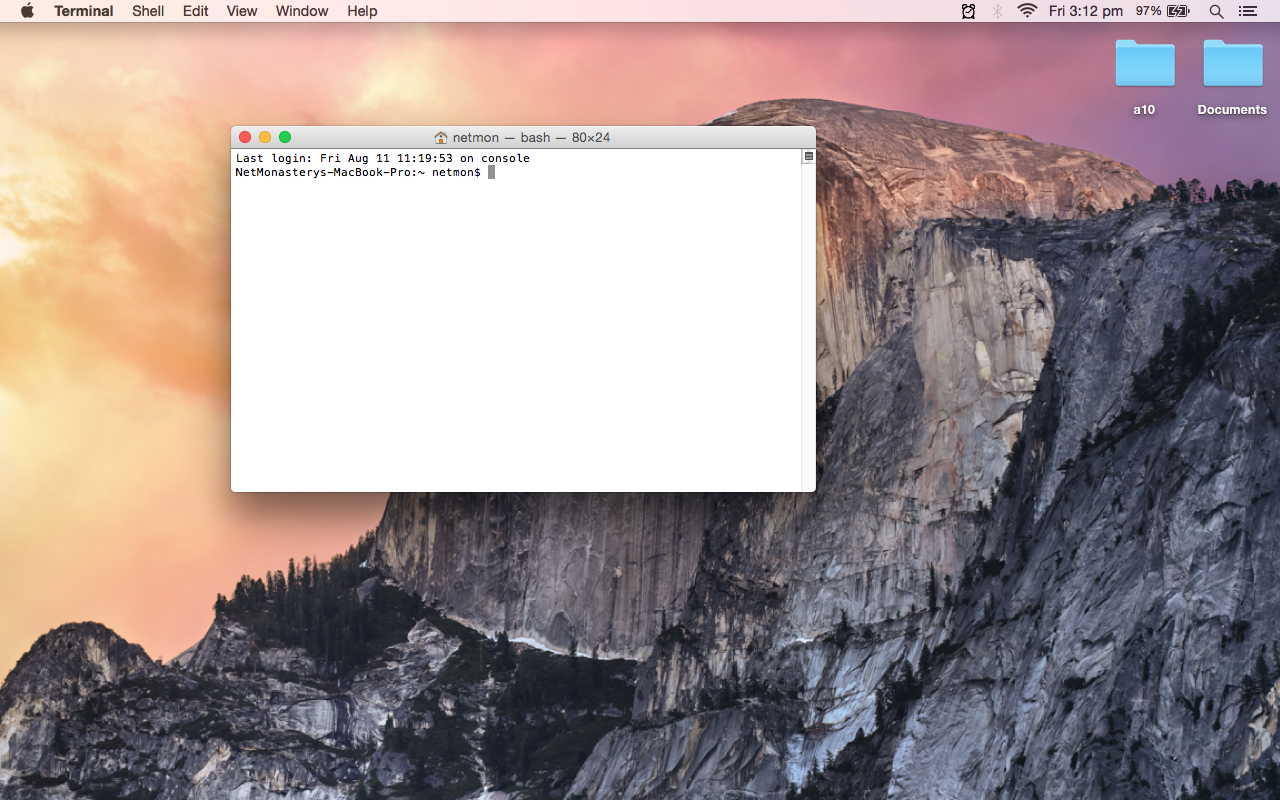 Terminal Shell Edit View Window Help Fri 3:12 pm 97%
a10 Documents
netmon — bash — 80×24
Last login: Fri Aug 11 11:19:53 on console
NetMonasterys-MacBook-Pro:~ netmon$